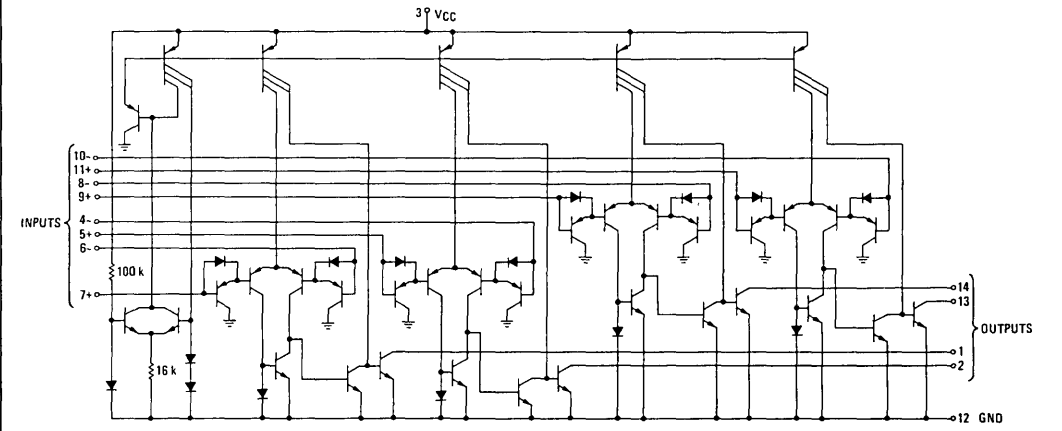 3 VCC
10-
11+
8-
9+
INPUTS
4-
5+
6-
100 k
7+
14
13
OUTPUTS
1
16 k
2
12 GND